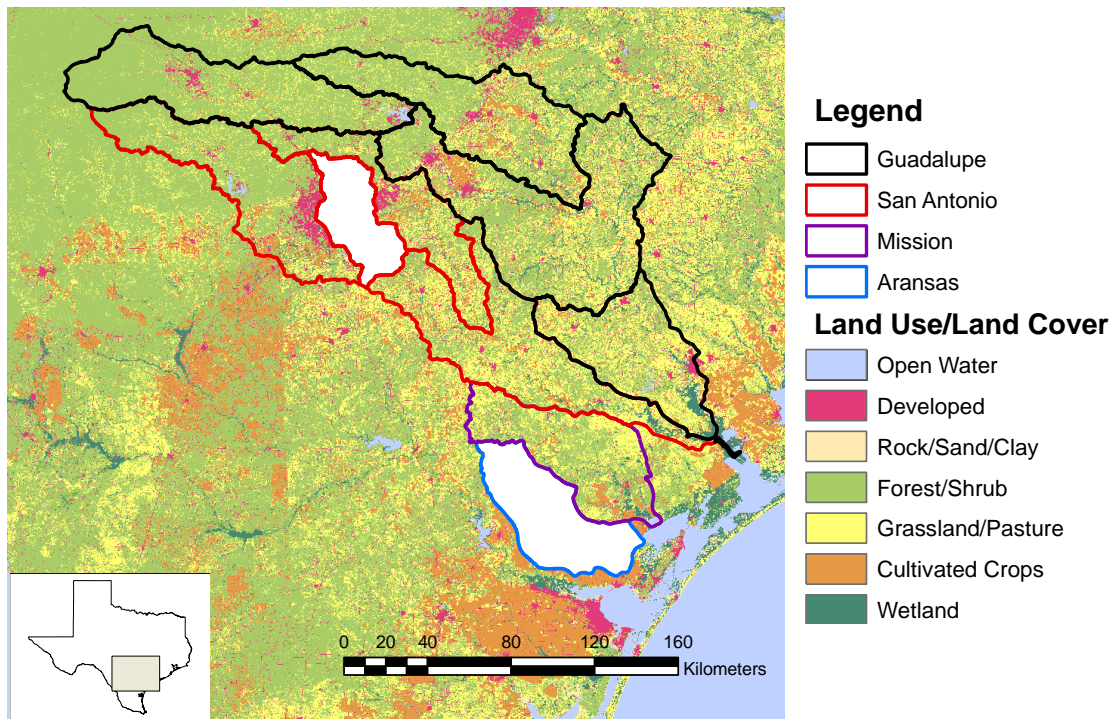 Legend
Guadalupe
San Antonio
Mission
Aransas
Land Use/Land Cover
Open Water
Developed
Rock/Sand/Clay
Forest/Shrub
Grassland/Pasture
Cultivated Crops
Wetland
0 20 40 80 120 160
Kilometers